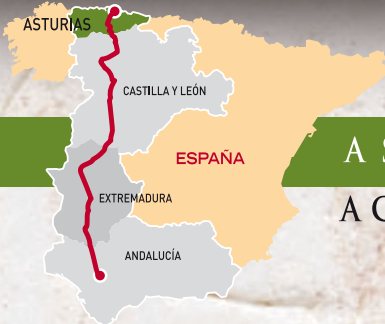 ASTURIAS
CASTILLA Y LEÓN
ESPAÑA
A S
EXTREMADURA
A C
ANDALUCÍA